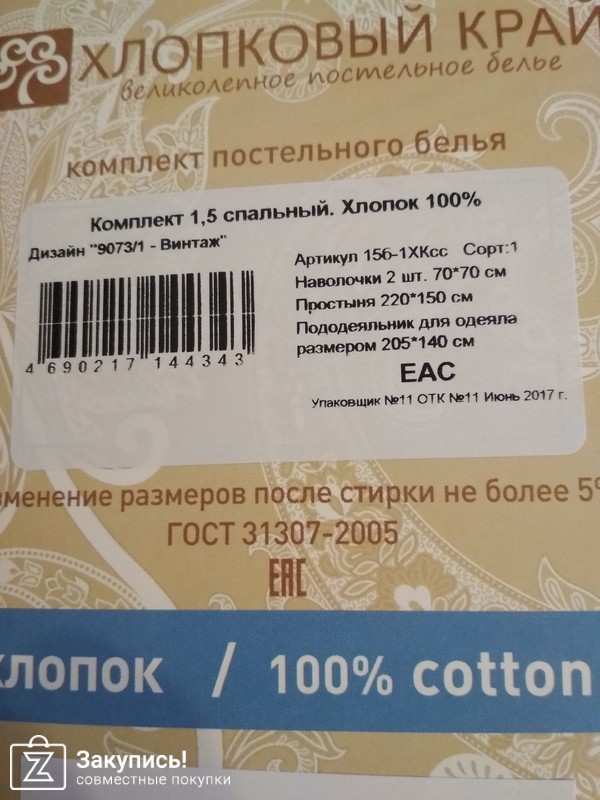 ХЛОПКОВЫЙ КРАЙ
великолепное постельное белье
комплект постельного белья
Комплект 1,5 спальный. Хлопок 100%
Дизайн "9073/1 - Винтаж"
Артикул 156-1ХКсс Сорт:1
Наволочки 2 шт. 70*70 см
Простыня 220*150 см
Пододеяльник для одеяла
размером 205*140 см
4 690217 144343
ЕАС
Упаковщик №11 ОТК №11 Июнь 2017 г.
зменение размеров после стирки не более 5%
ГОСТ 31307-2005
ЕАС
хлопок / 100% cotton
Закупись!
совместные покупки